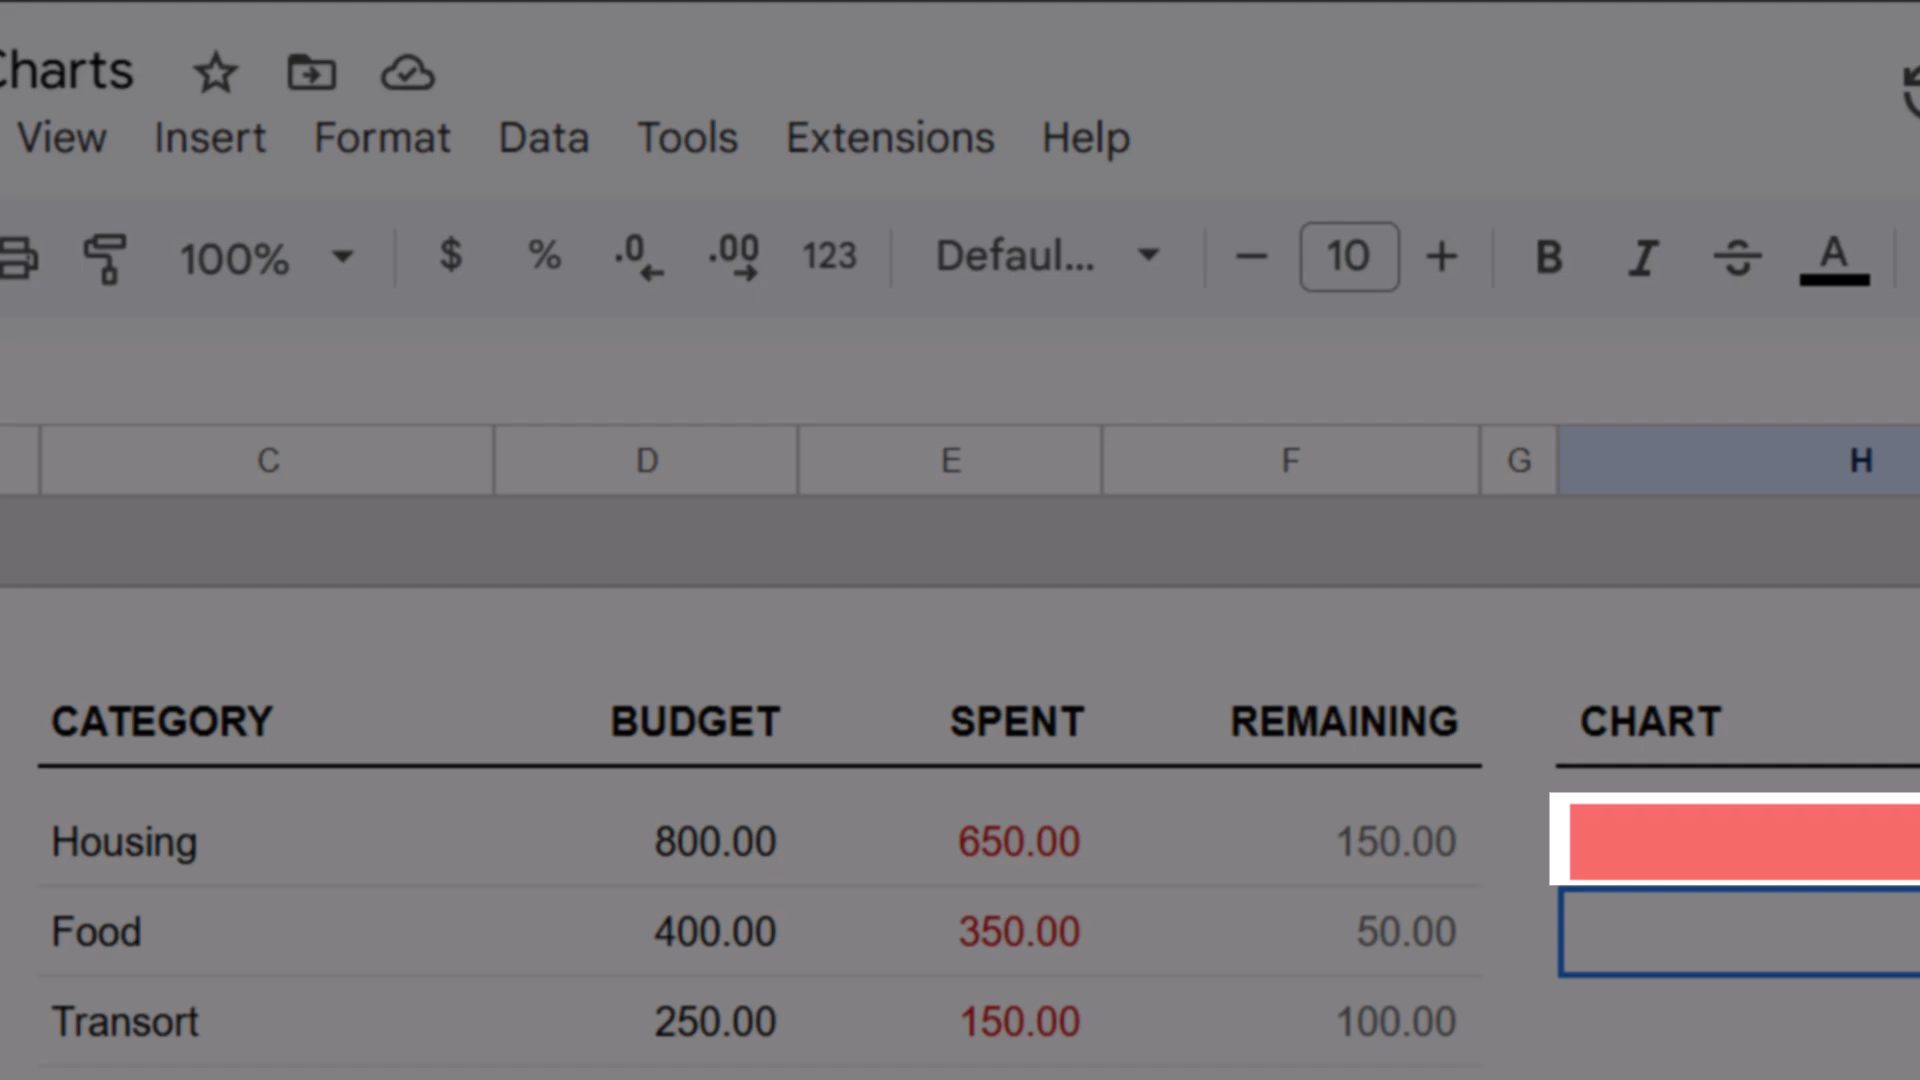 Charts
View Insert Format Data Tools Extensions Help
100% $ % .0 .00 123 Defaul... 10 B I S A
C D E F G H
CATEGORY BUDGET SPENT REMAINING CHART
Housing 800.00 650.00 150.00
Food 400.00 350.00 50.00
Transort 250.00 150.00 100.00